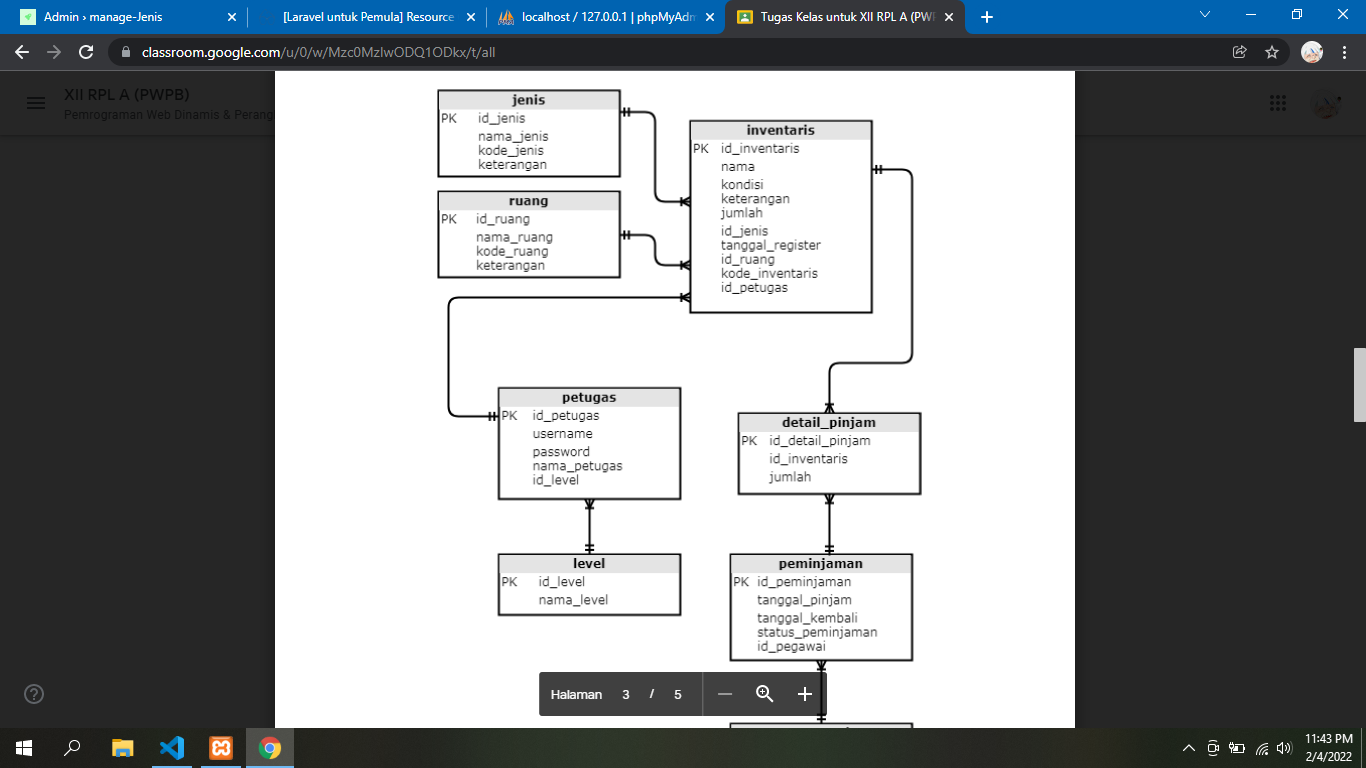 Admin › manage-Jenis
[Laravel untuk Pemula] Resource
localhost / 127.0.0.1 | phpMyAdm
Tugas Kelas untuk XII RPL A (PWP
classroom.google.com/u/0/w/Mzc0MzIwODQ1ODkx/t/all
XII RPL A (PWPB)
Pemrograman Web Dinamis & Perang
jenis
PK id_jenis
nama_jenis
kode_jenis
keterangan
ruang
PK id_ruang
nama_ruang
kode_ruang
keterangan
inventaris
PK id_inventaris
nama
kondisi
keterangan
jumlah
id_jenis
tanggal_register
id_ruang
kode_inventaris
id_petugas
petugas
PK id_petugas
username
password
nama_petugas
id_level
detail_pinjam
PK id_detail_pinjam
id_inventaris
jumlah
level
PK id_level
nama_level
peminjaman
PK id_peminjaman
tanggal_pinjam
tanggal_kembali
status_peminjaman
id_pegawai
Halaman 3 / 5
11:43 PM
2/4/2022